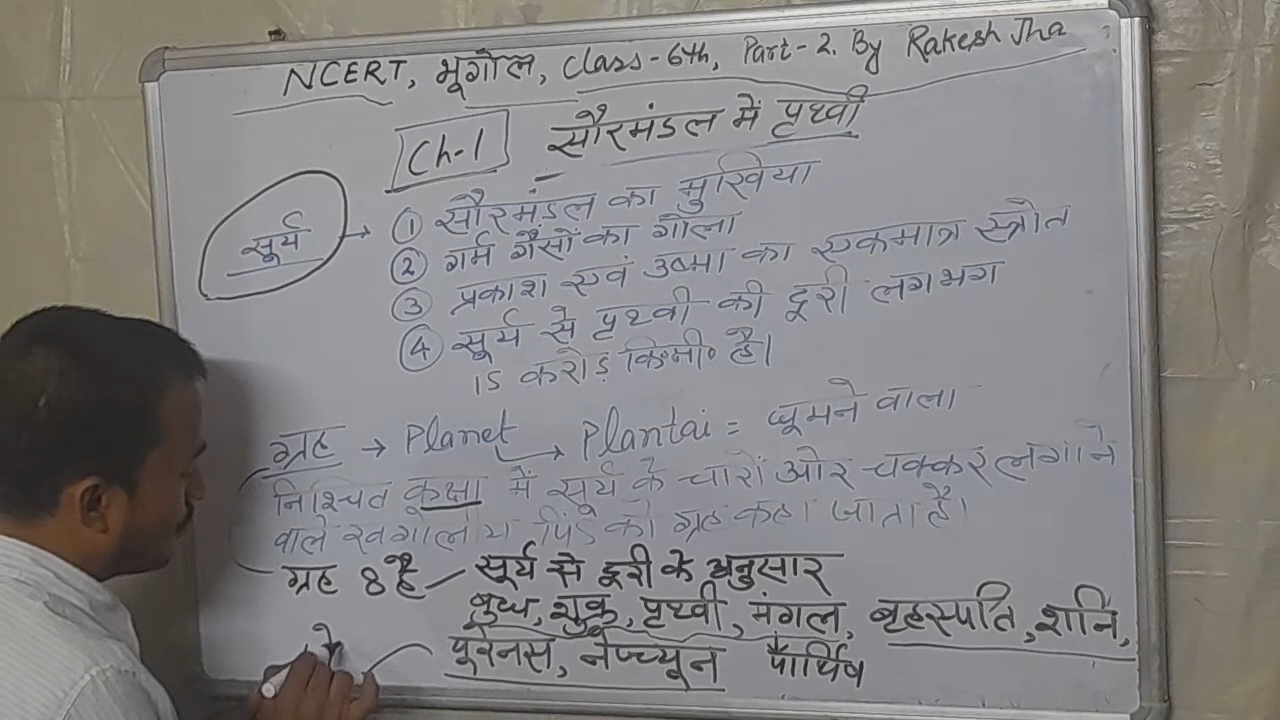 NCERT, भूगोल, Class-6th, Part-2. By Rakesh Jha
Ch-1 सौरमंडल में पृथ्वी
सूर्य → ① सौरमंडल का मुखिया
② गर्म गैसों का गोला
③ प्रकाश एवं उष्मा का एकमात्र स्त्रोत
④ सूर्य से पृथ्वी की दूरी लगभग
15 करोड़ कि॰मी॰ है।
ग्रह → Planet → Plantai = घूमने वाला
निश्चित कक्षा में सूर्य के चारों ओर चक्कर लगाने
वाले खगोलीय पिंड को ग्रह कहा जाता है।
ग्रह 8 है – सूर्य से दूरी के अनुसार
बुध, शुक्र, पृथ्वी, मंगल, बृहस्पति, शनि,
यूरेनस, नेप्च्यून पार्थिव